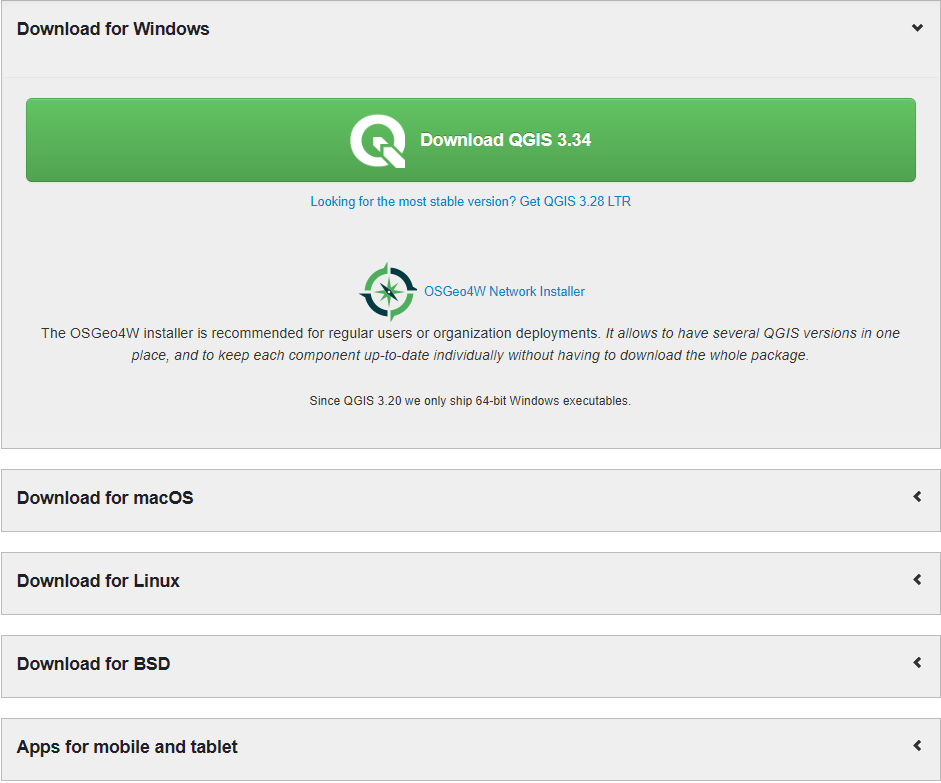 Download for Windows
Download QGIS 3.34
Looking for the most stable version? Get QGIS 3.28 LTR
OSGeo4W Network Installer
The OSGeo4W installer is recommended for regular users or organization deployments. It allows to have several QGIS versions in one
place, and to keep each component up-to-date individually without having to download the whole package.
Since QGIS 3.20 we only ship 64-bit Windows executables.
Download for macOS
Download for Linux
Download for BSD
Apps for mobile and tablet